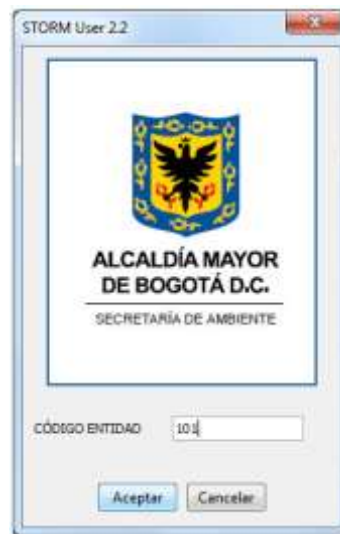 STORM User 2.2
ALCALDÍA MAYOR
DE BOGOTÁ D.C.
SECRETARÍA DE AMBIENTE
CÓDIGO ENTIDAD 101
Aceptar Cancelar